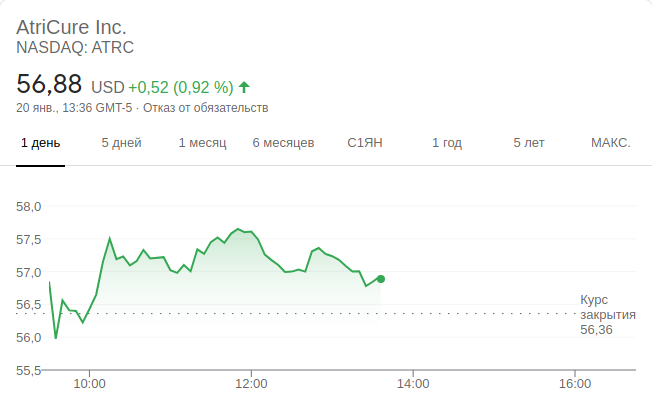 AtriCure Inc.
NASDAQ: ATRC
56,88 USD +0,52 (0,92 %)
20 янв., 13:36 GMT-5 · Отказ от обязательств
1 день 5 дней 1 месяц 6 месяцев С1ЯН 1 год 5 лет МАКС.
58,0
57,5
57,0
56,5
56,0
55,5
Курс
закрытия
56,36
10:00 12:00 14:00 16:00